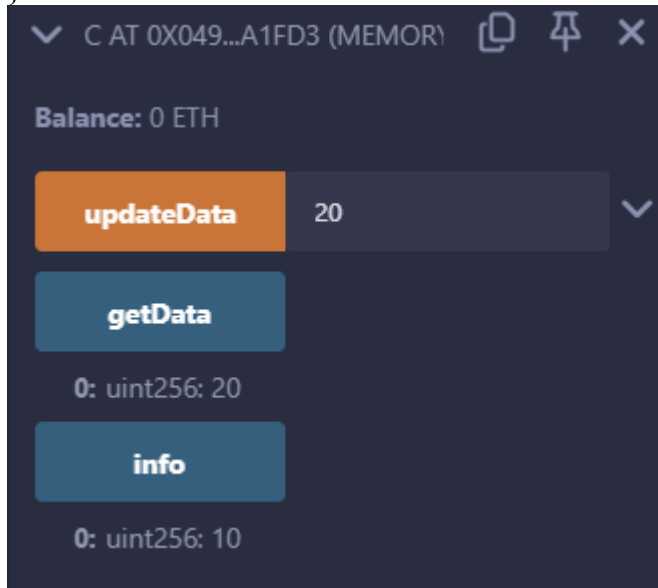 C AT 0X049...A1FD3 (MEMORY
Balance: 0 ETH
updateData 20
getData
0: uint256: 20
info
0: uint256: 10